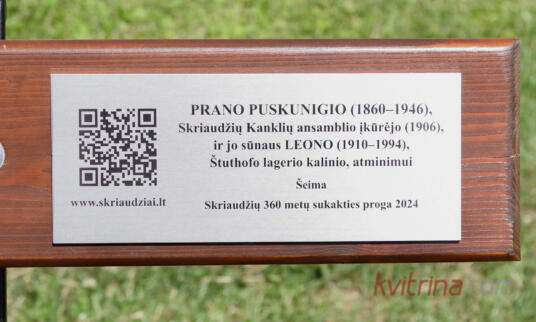 PRANO PUSKUNIGIO (1860–1946),
Skriaudžių Kanklių ansamblio įkūrėjo (1906),
ir jo sūnaus LEONO (1910–1994),
Štuthofo lagerio kalinio, atminimui
Šeima
www.skriaudziai.lt
Skriaudžių 360 metų sukakties proga 2024
kvitrina.com